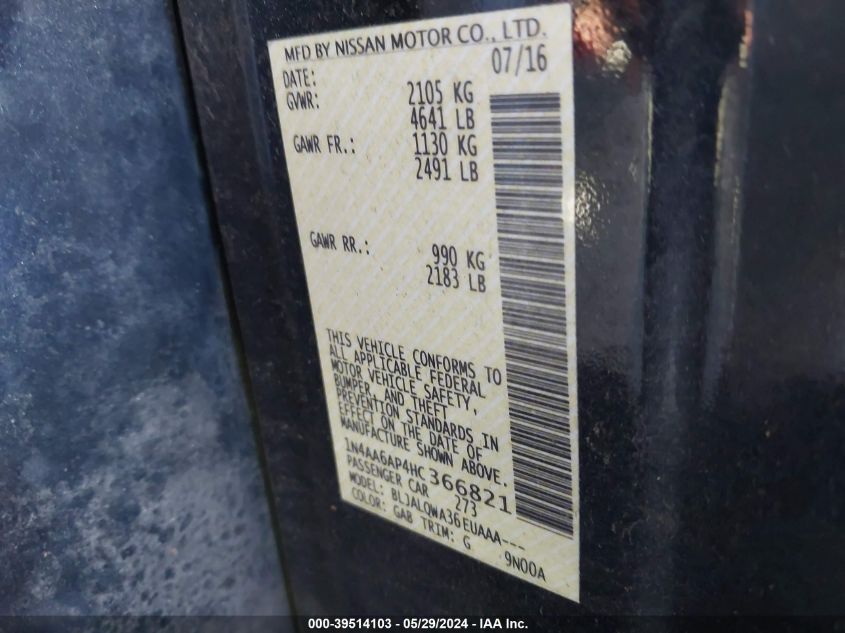 MFD BY NISSAN MOTOR CO., LTD.
DATE: 07/16
GVWR: 2105 KG
4641 LB
GAWR FR.: 1130 KG
2491 LB
GAWR RR.: 990 KG
2183 LB
THIS VEHICLE CONFORMS TO
ALL APPLICABLE FEDERAL
MOTOR VEHICLE SAFETY,
BUMPER, AND THEFT
PREVENTION STANDARDS IN
EFFECT ON THE DATE OF
MANUFACTURE SHOWN ABOVE.
1N4AA6AP4HC366821
PASSENGER CAR 273
MODEL: BLJALOWA36EUAAA---
COLOR: GAB TRIM: G 9N00A
000-39514103 - 05/29/2024 - IAA Inc.